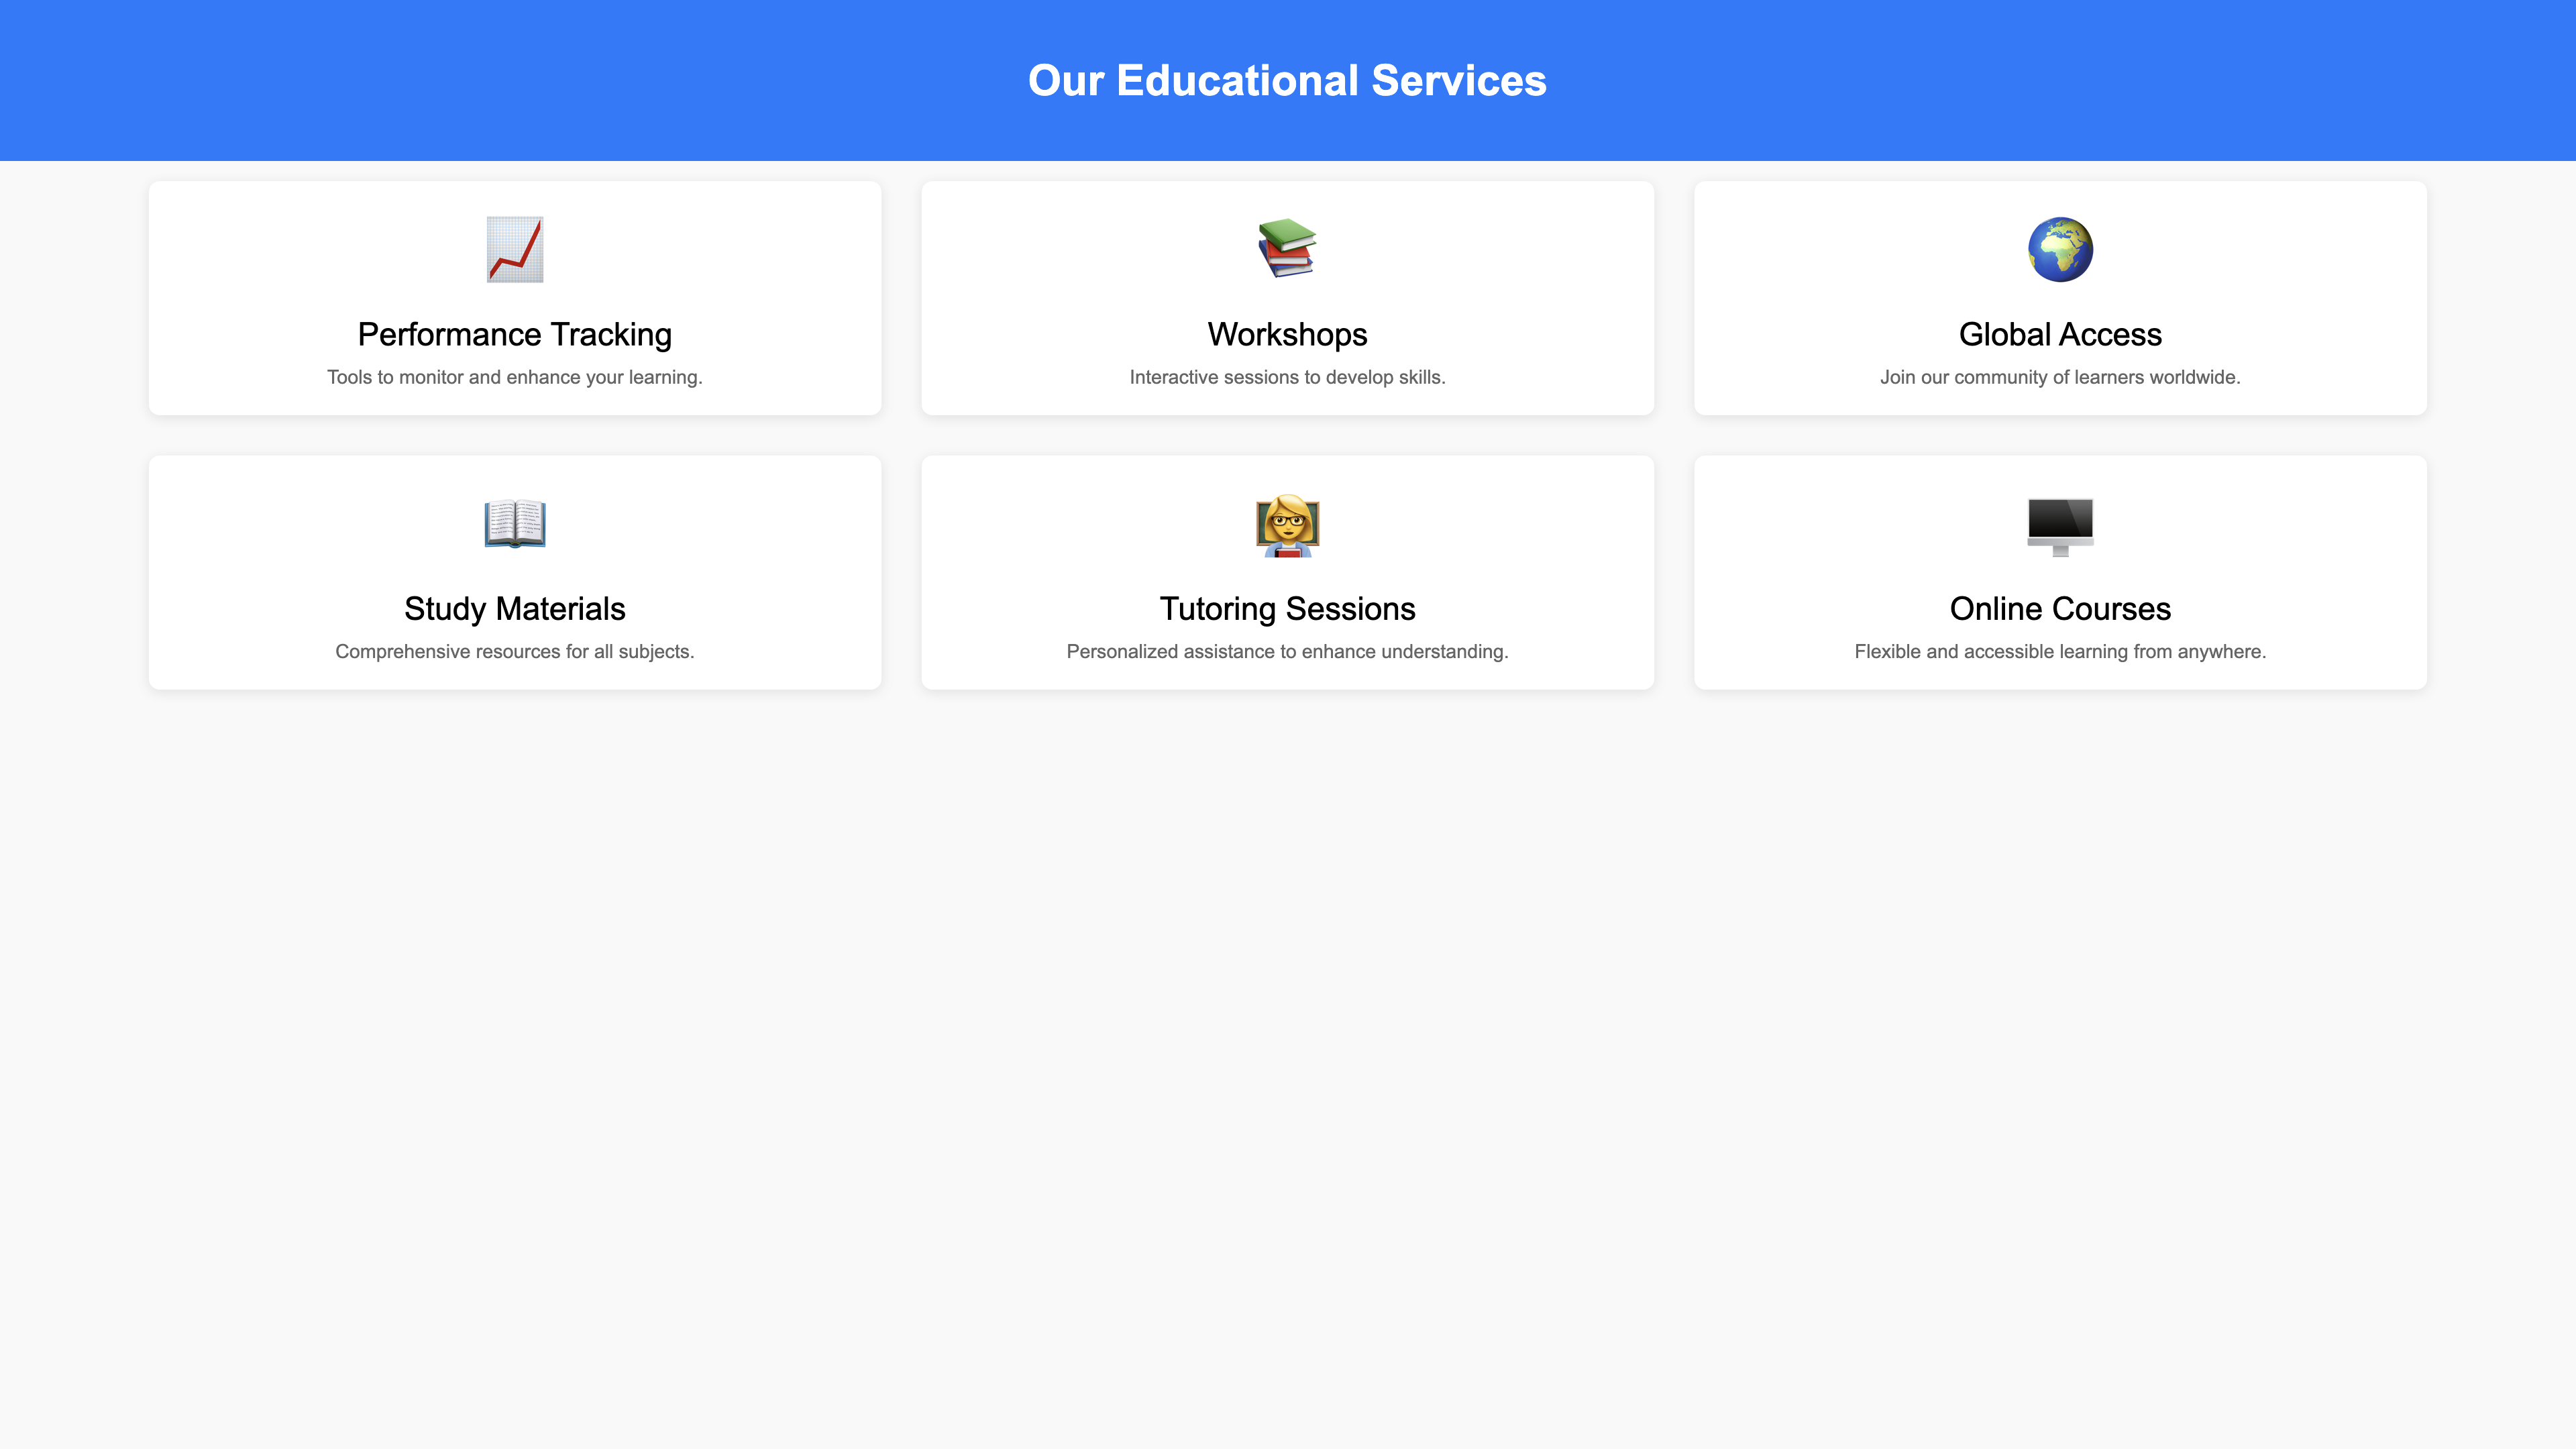 Our Educational Services
Performance Tracking
Tools to monitor and enhance your learning.
Workshops
Interactive sessions to develop skills.
Global Access
Join our community of learners worldwide.
Study Materials
Comprehensive resources for all subjects.
Tutoring Sessions
Personalized assistance to enhance understanding.
Online Courses
Flexible and accessible learning from anywhere.